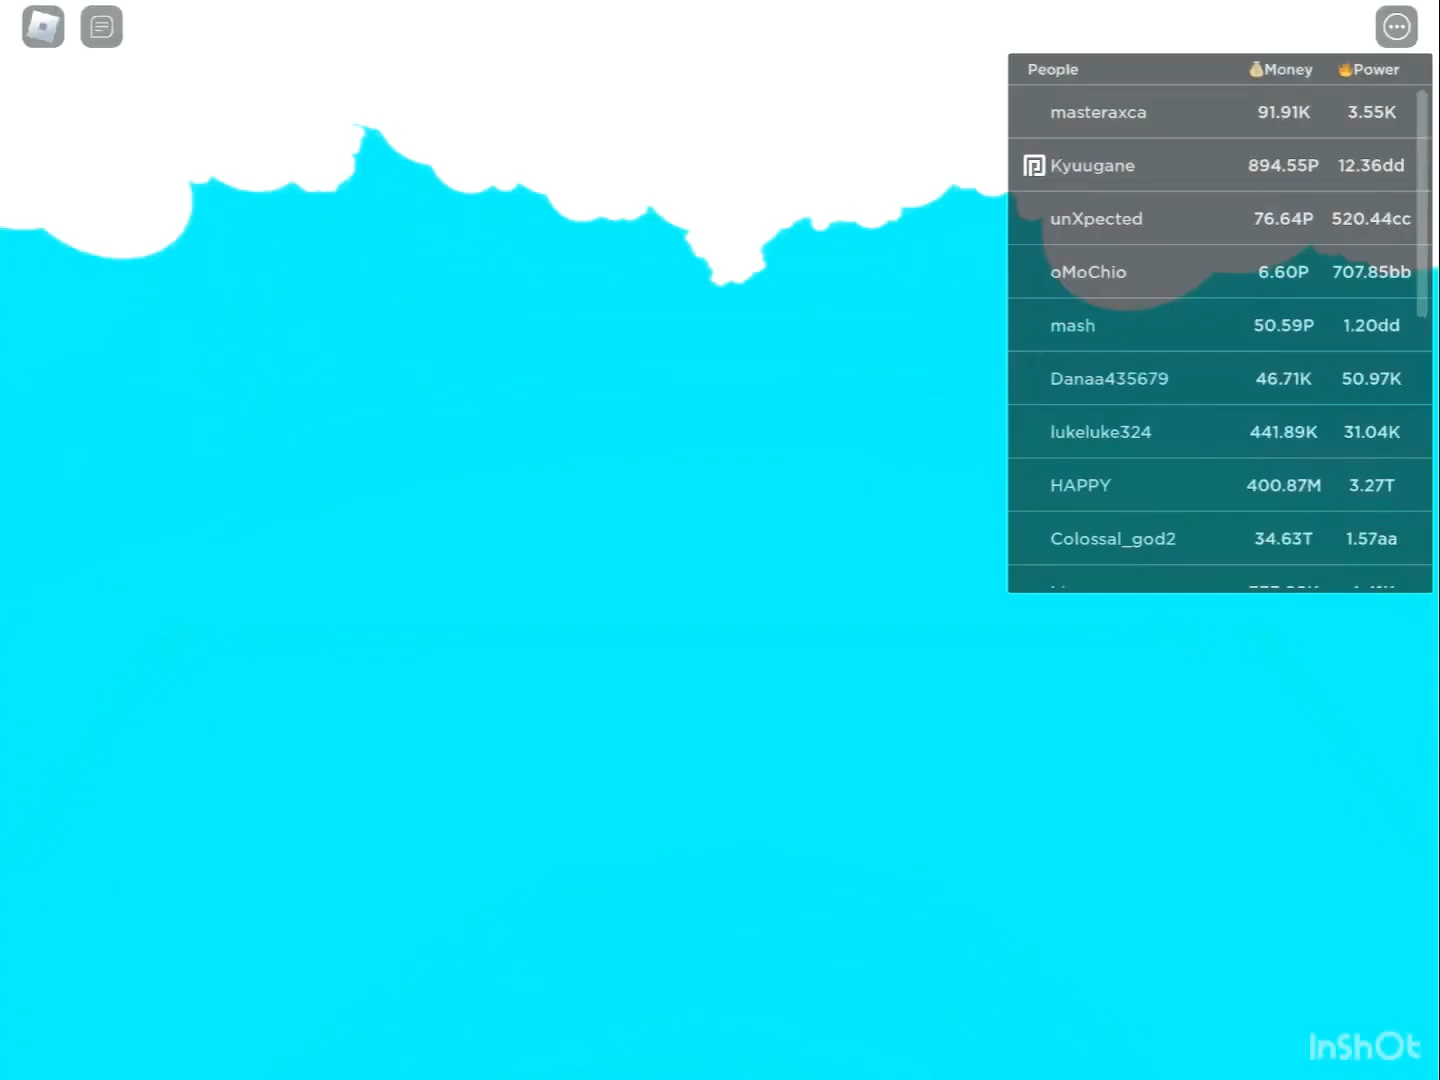 People 💰Money 🔥Power
masteraxca 91.91K 3.55K
Kyuugane 894.55P 12.36dd
unXpected 76.64P 520.44cc
oMoChio 6.60P 707.85bb
mash 50.59P 1.20dd
Danaa435679 46.71K 50.97K
lukeluke324 441.89K 31.04K
HAPPY 400.87M 3.27T
Colossal_god2 34.63T 1.57aa
InShOt